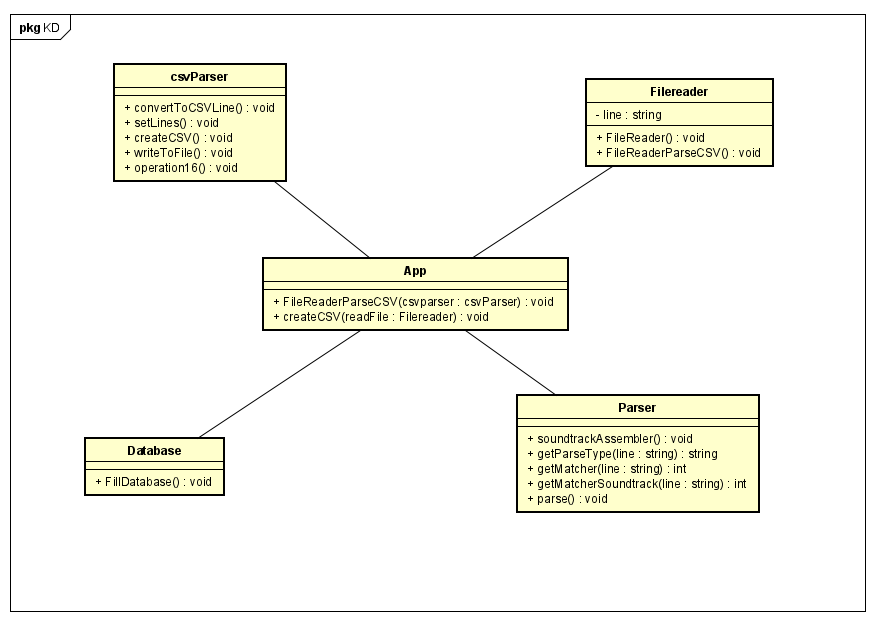 pkg KD
csvParser
+ convertToCSVLine() : void
+ setLines() : void
+ createCSV() : void
+ writeToFile() : void
+ operation16() : void
Filereader
- line : string
+ FileReader() : void
+ FileReaderParseCSV() : void
App
+ FileReaderParseCSV(csvparser : csvParser) : void
+ createCSV(readFile : Filereader) : void
Database
+ FillDatabase() : void
Parser
+ soundtrackAssembler() : void
+ getParseType(line : string) : string
+ getMatcher(line : string) : int
+ getMatcherSoundtrack(line : string) : int
+ parse() : void